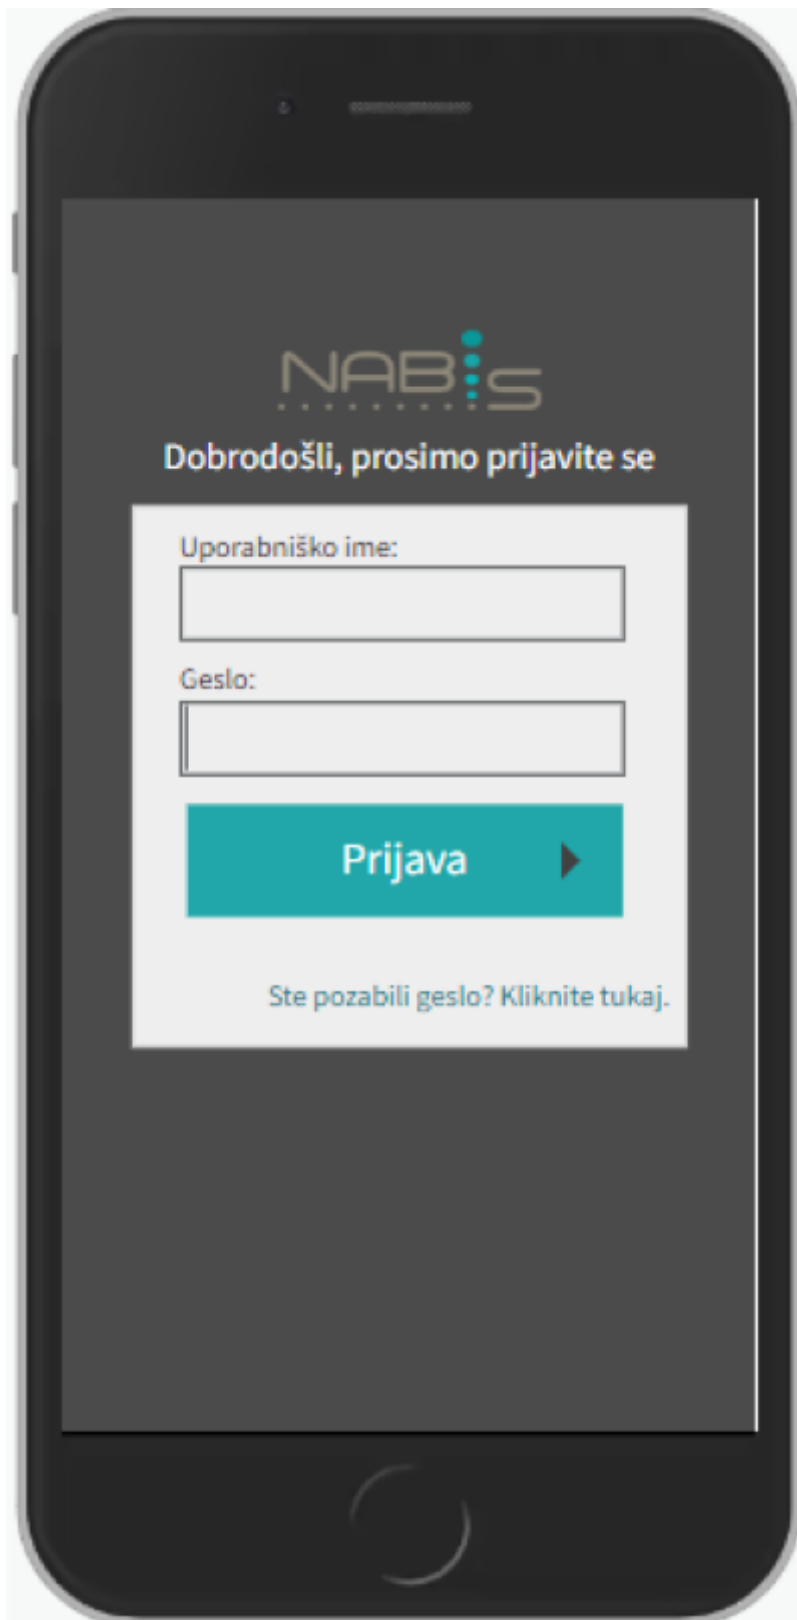 NABiS
Dobrodošli, prosimo prijavite se
Uporabniško ime:
Geslo:
Prijava
Ste pozabili geslo? Kliknite tukaj.